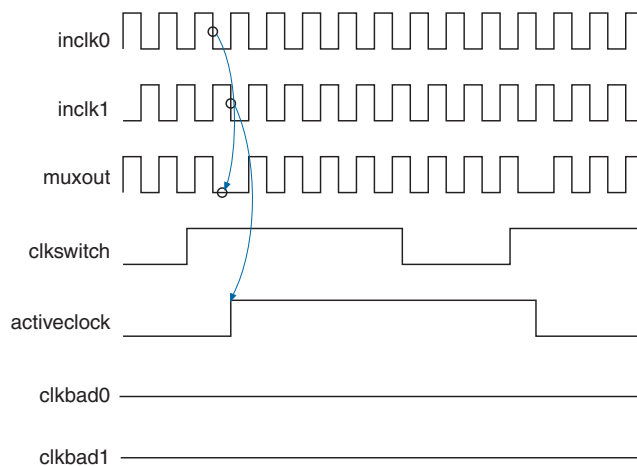 inclk0
inclk1
muxout
clkswitch
activeclock
clkbad0
clkbad1